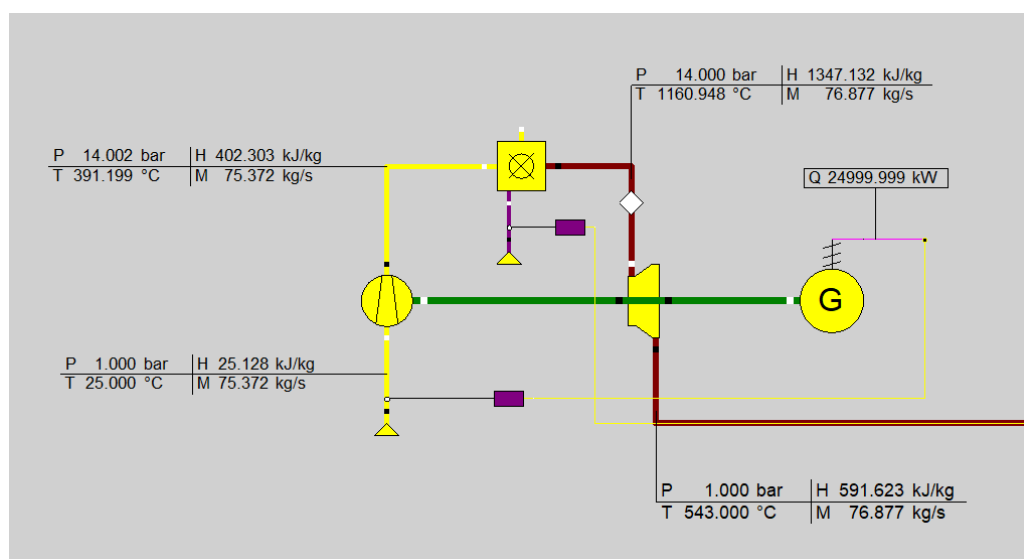 P 14.000 bar H 1347.132 kJ/kg
T 1160.948 °C M 76.877 kg/s
P 14.002 bar H 402.303 kJ/kg
T 391.199 °C M 75.372 kg/s
Q 24999.999 kW
G
P 1.000 bar H 25.128 kJ/kg
T 25.000 °C M 75.372 kg/s
P 1.000 bar H 591.623 kJ/kg
T 543.000 °C M 76.877 kg/s